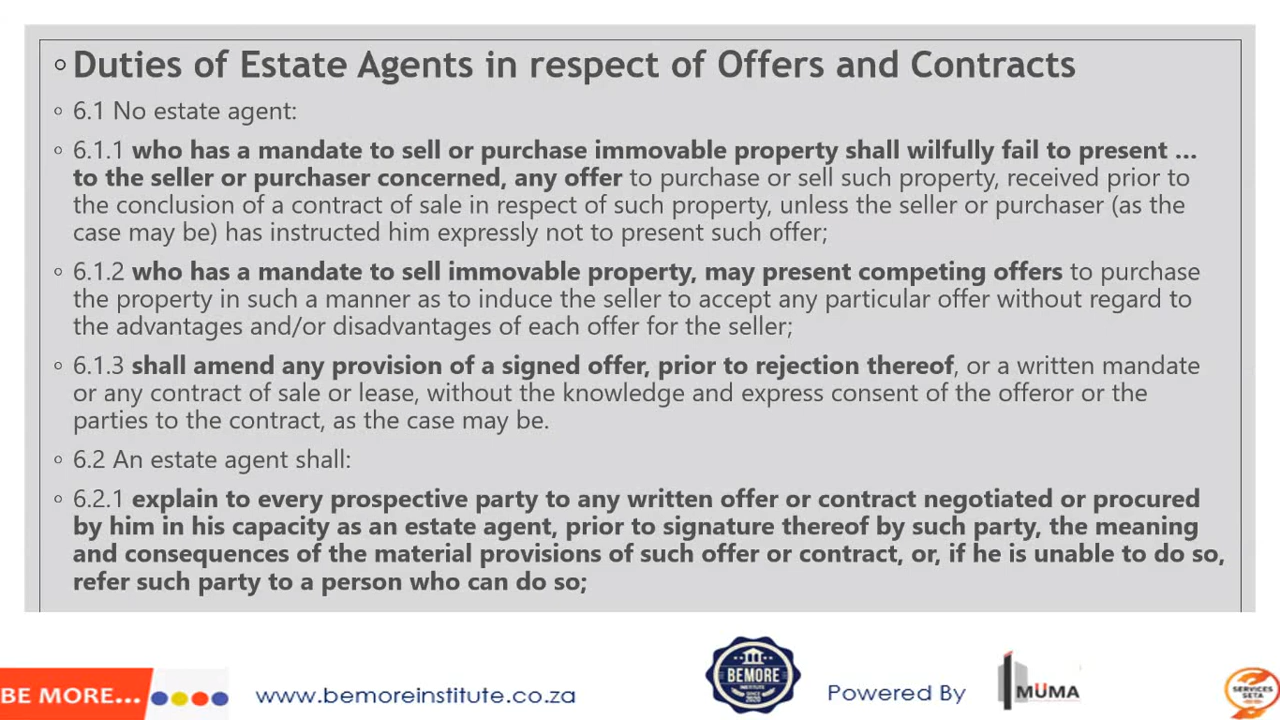 ◦ Duties of Estate Agents in respect of Offers and Contracts
◦ 6.1 No estate agent:
◦ 6.1.1 who has a mandate to sell or purchase immovable property shall wilfully fail to present …
to the seller or purchaser concerned, any offer to purchase or sell such property, received prior to
the conclusion of a contract of sale in respect of such property, unless the seller or purchaser (as the
case may be) has instructed him expressly not to present such offer;
◦ 6.1.2 who has a mandate to sell immovable property, may present competing offers to purchase
the property in such a manner as to induce the seller to accept any particular offer without regard to
the advantages and/or disadvantages of each offer for the seller;
◦ 6.1.3 shall amend any provision of a signed offer, prior to rejection thereof, or a written mandate
or any contract of sale or lease, without the knowledge and express consent of the offeror or the
parties to the contract, as the case may be.
◦ 6.2 An estate agent shall:
◦ 6.2.1 explain to every prospective party to any written offer or contract negotiated or procured
by him in his capacity as an estate agent, prior to signature thereof by such party, the meaning
and consequences of the material provisions of such offer or contract, or, if he is unable to do so,
refer such party to a person who can do so;
BE MORE...
www.bemoreinstitute.co.za
BEMORE
INSTITUTE
SINCE
2020
Powered By
MÜMA
SERVICES
SETA